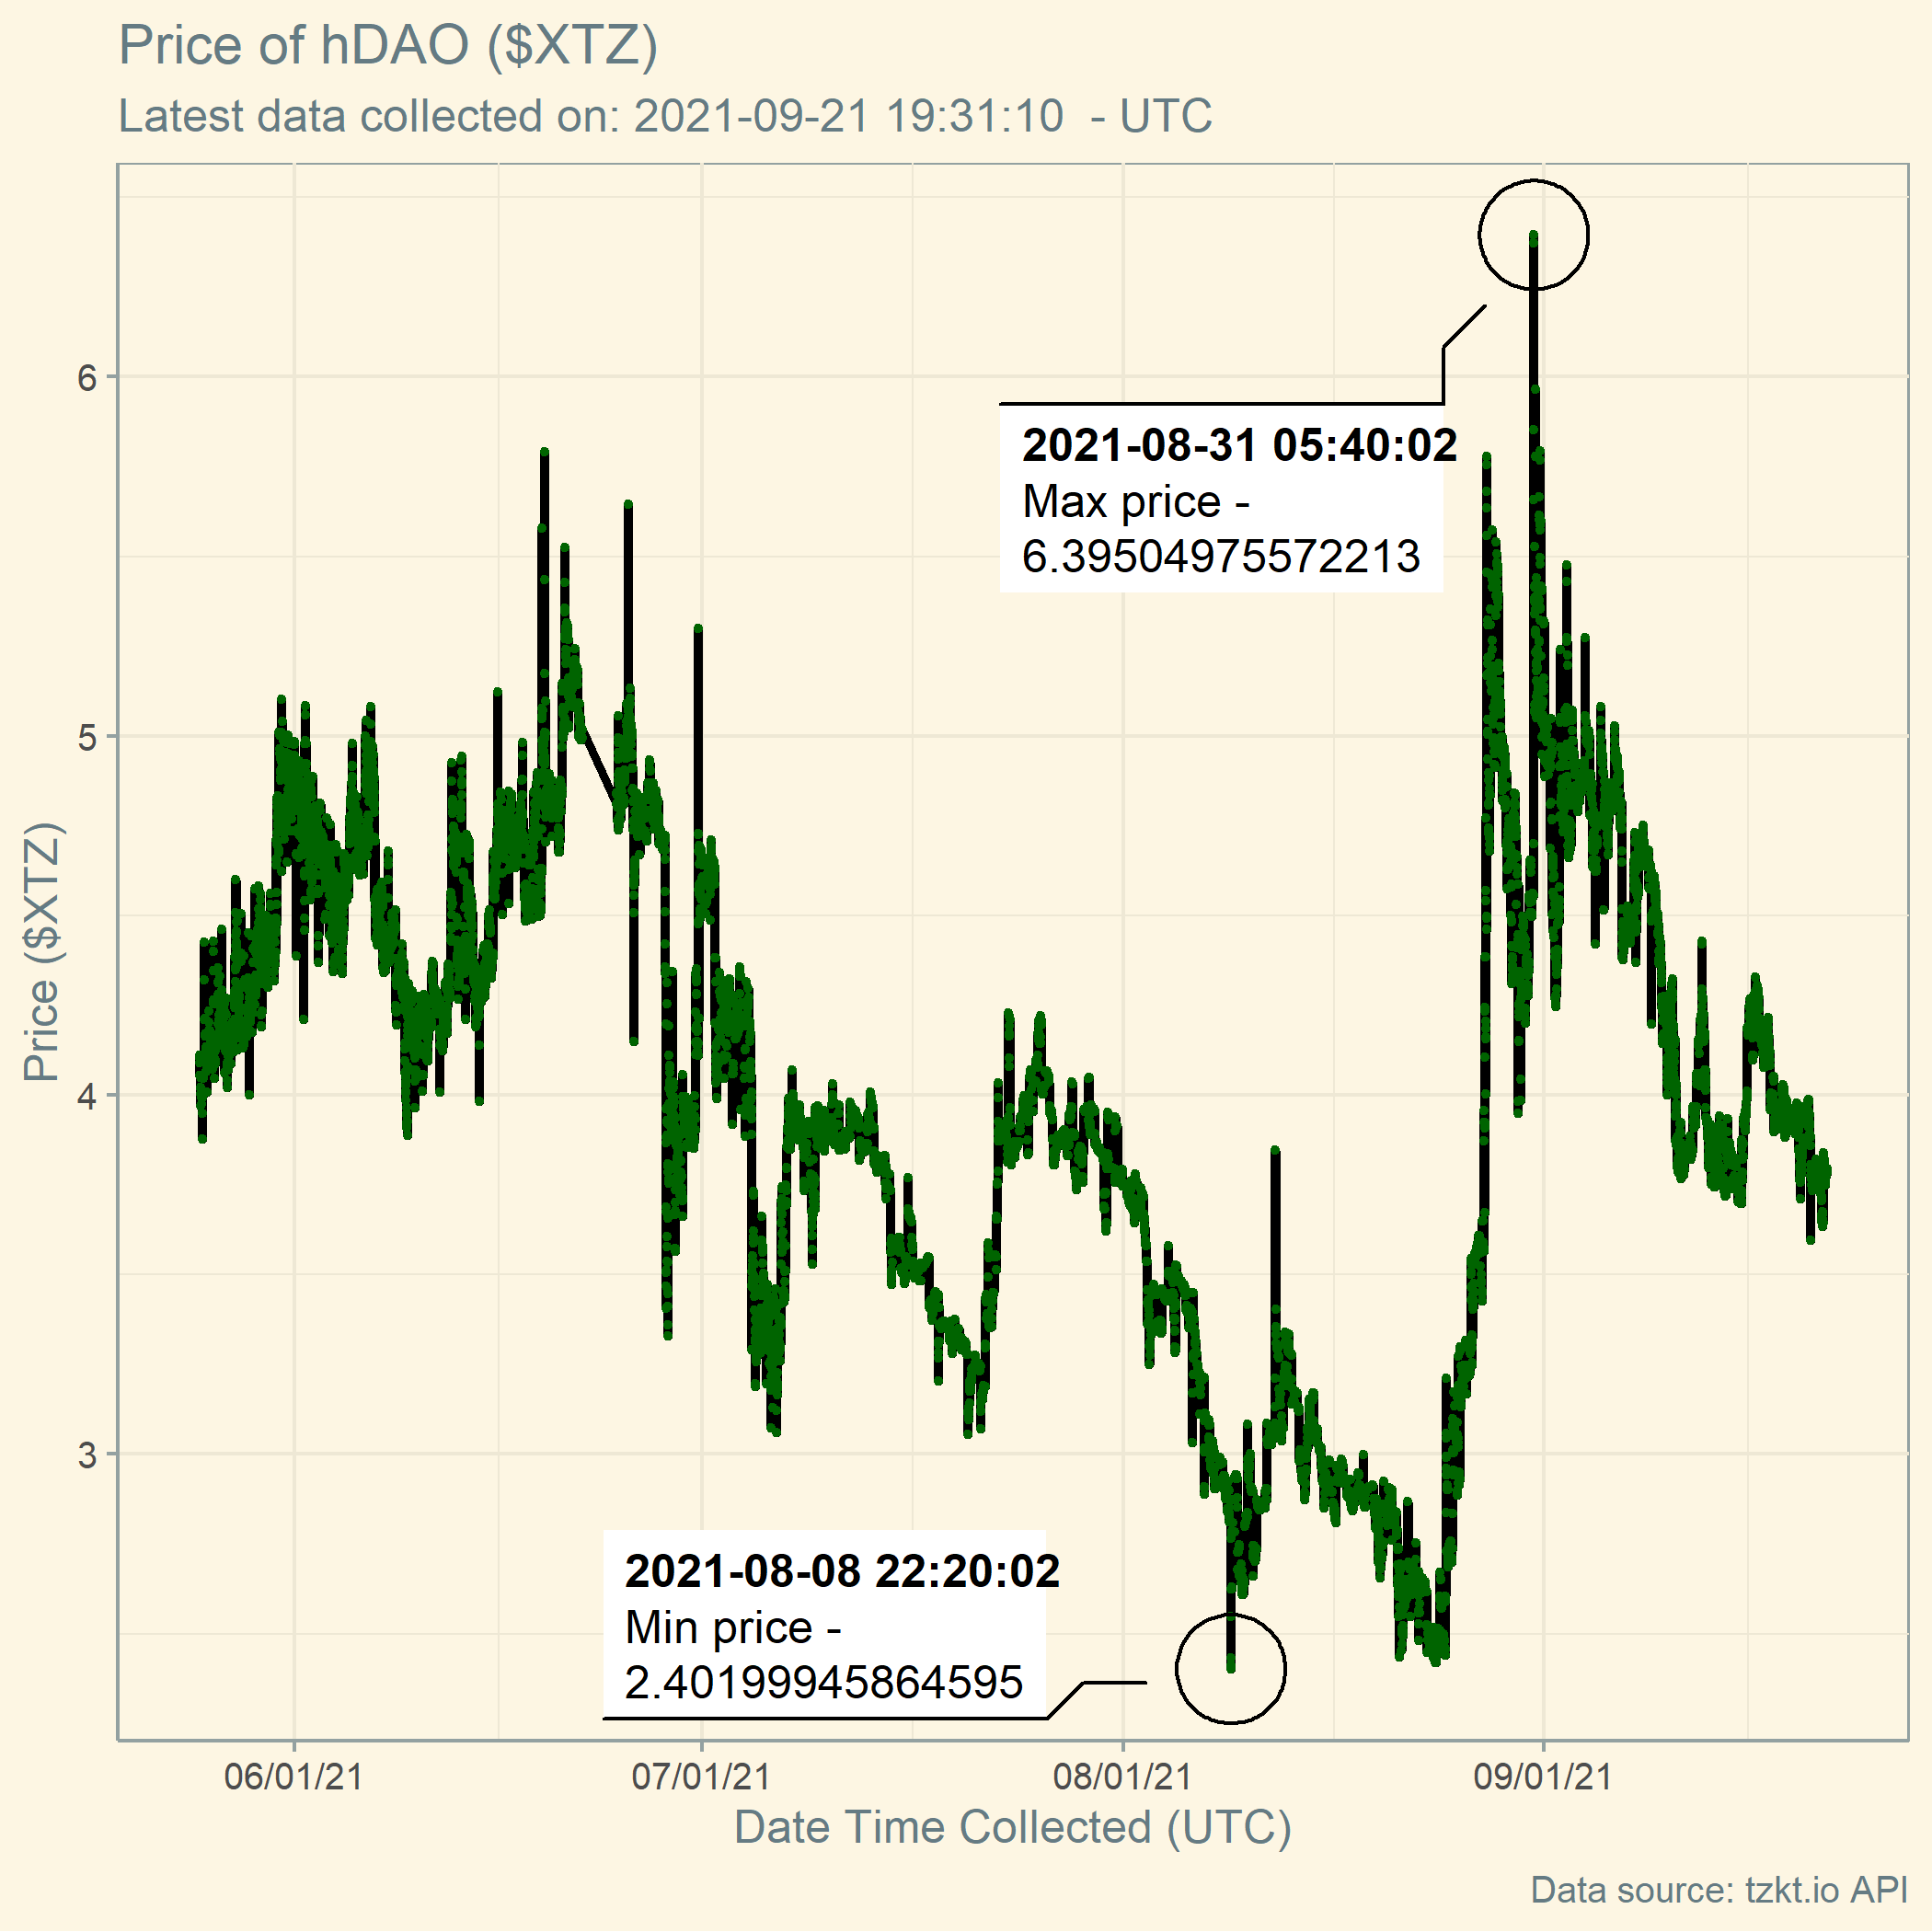 Price of hDAO ($XTZ)
Latest data collected on: 2021-09-21 19:31:10  - UTC
Price ($XTZ)
6
5
4
3
2021-08-31 05:40:02
Max price -
6.39504975572213
2021-08-08 22:20:02
Min price -
2.40199945864595
06/01/21
07/01/21
08/01/21
09/01/21
Date Time Collected (UTC)
Data source: tzkt.io API